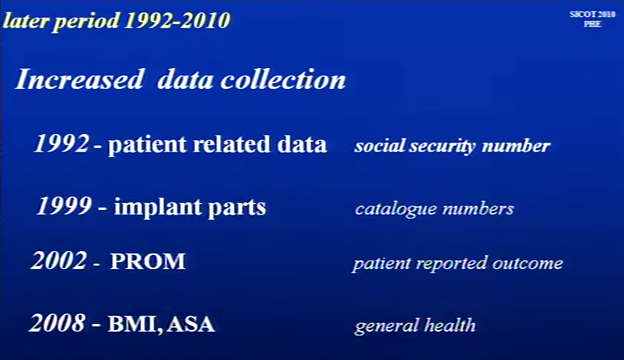 later period 1992-2010
SICOT 2010
PHE
Increased data collection
1992 - patient related data social security number
1999 - implant parts catalogue numbers
2002 - PROM patient reported outcome
2008 - BMI, ASA general health